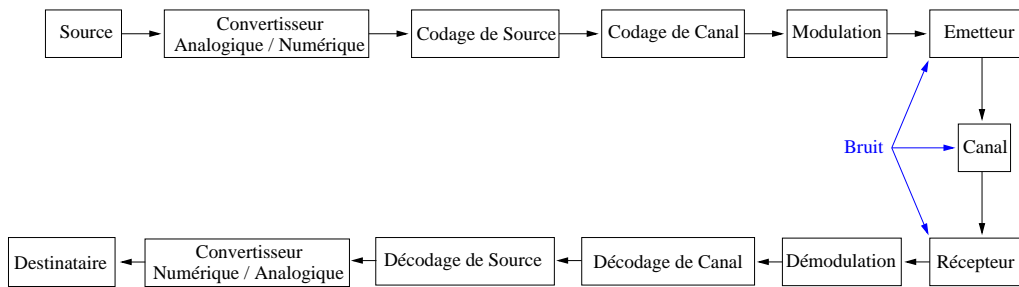 Source
Convertisseur
Analogique / Numérique
Codage de Source
Codage de Canal
Modulation
Emetteur
Bruit
Canal
Destinataire
Convertisseur
Numérique / Analogique
Décodage de Source
Décodage de Canal
Démodulation
Récepteur